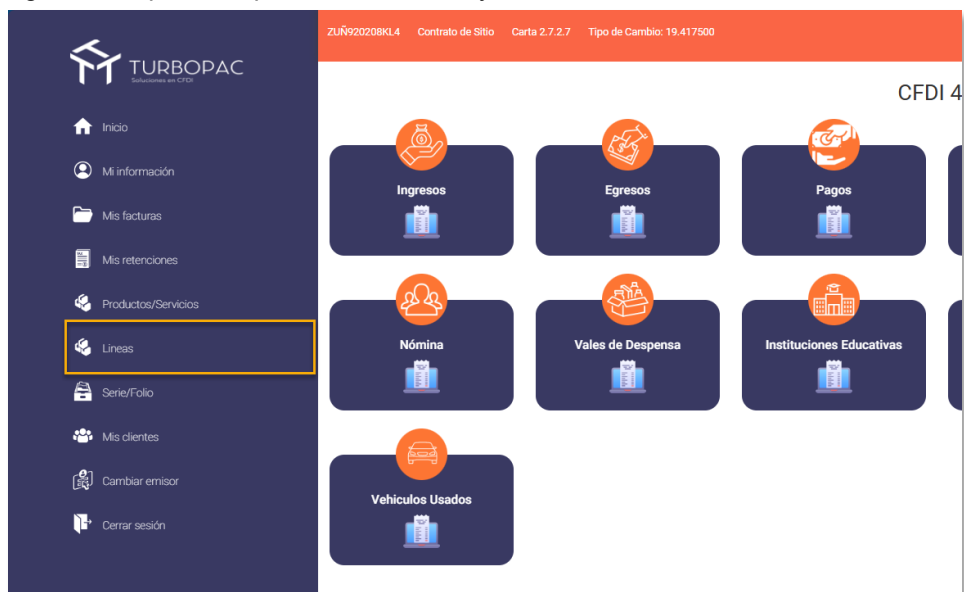 TURBOPAC
Soluciones en CFDI
Inicio
Mi información
Mis facturas
Mis retenciones
Productos/Servicios
Lineas
Serie/Folio
Mis clientes
Cambiar emisor
Cerrar sesión
ZUÑ920208KL4 Contrato de Sitio Carta 2.7.2.7 Tipo de Cambio: 19.417500
CFDI 4
Ingresos
Egresos
Pagos
Nómina
Vales de Despensa
Instituciones Educativas
Vehiculos Usados